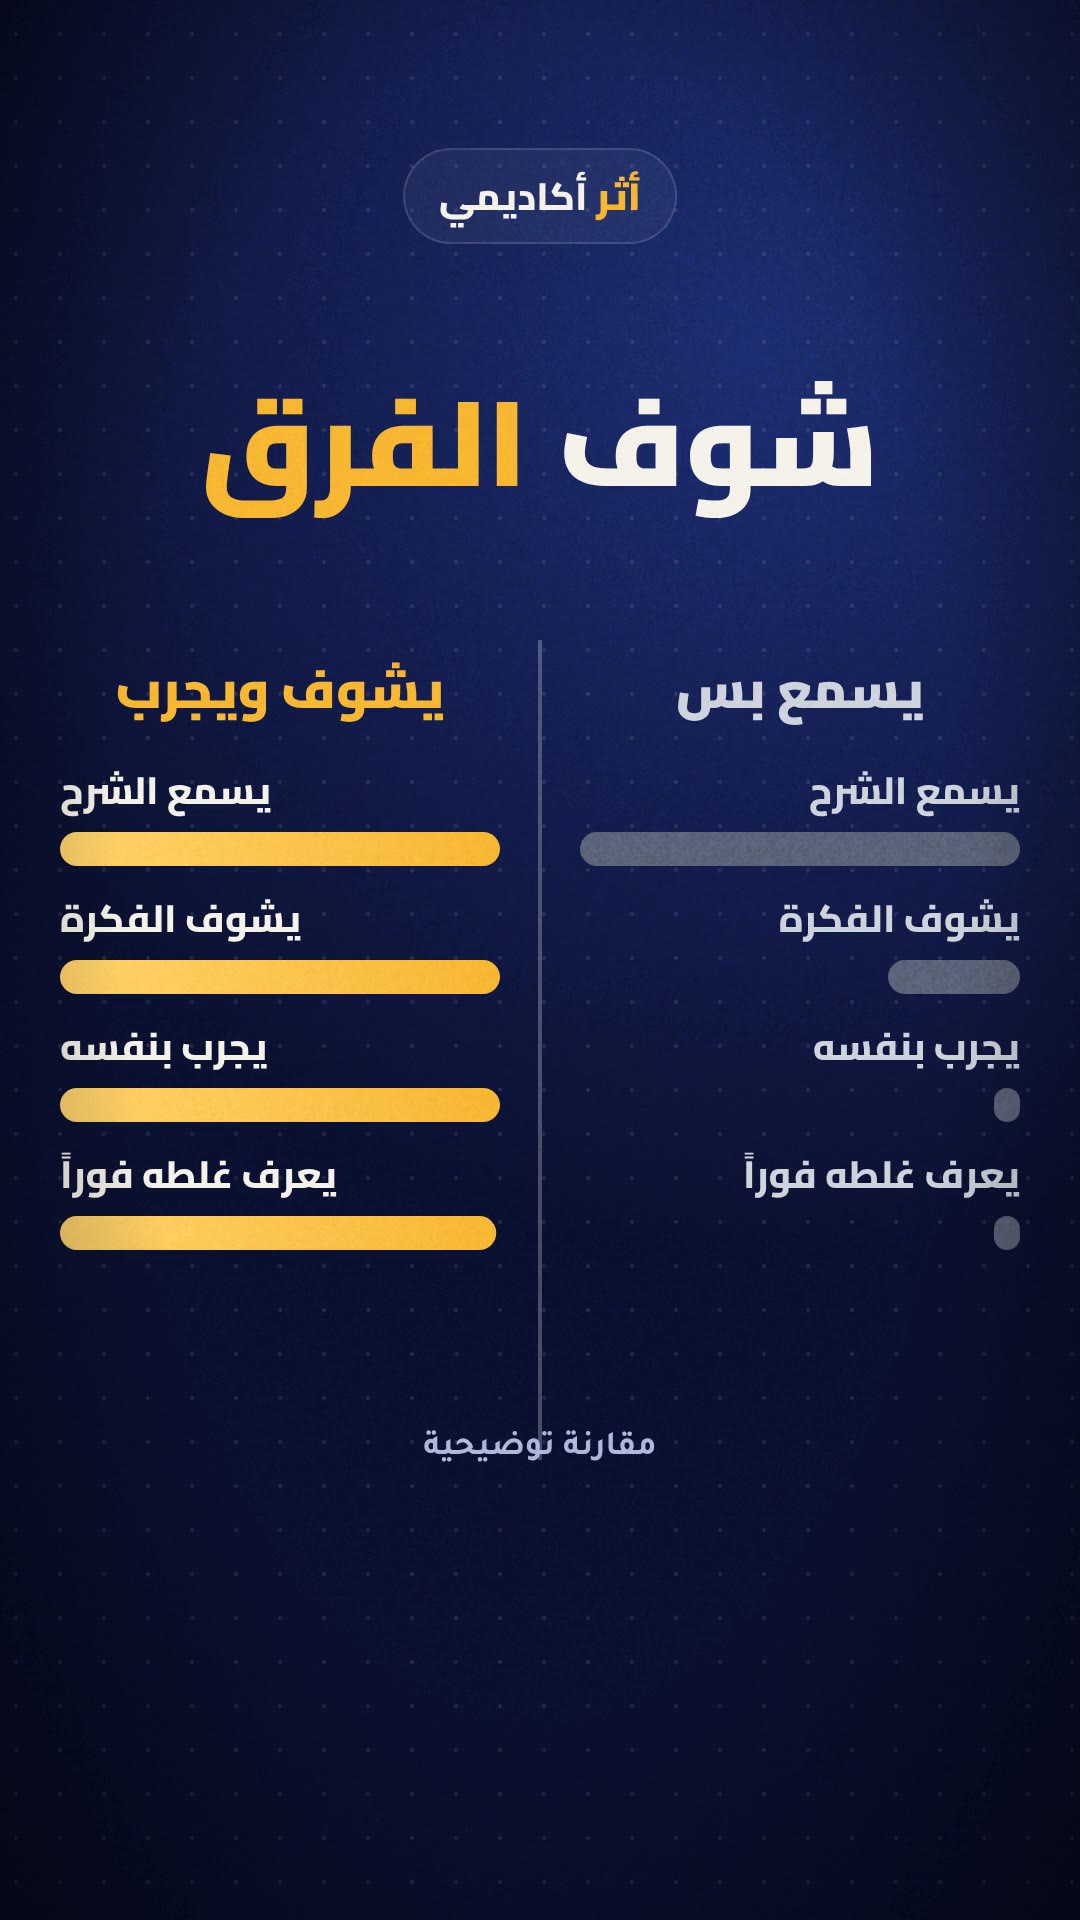 أثر أكاديمي
شوف الفرق
يسمع بس
يسمع الشرح
يشوف الفكرة
يجرب بنفسه
يعرف غلطه فوراً
يشوف ويجرب
يسمع الشرح
يشوف الفكرة
يجرب بنفسه
يعرف غلطه فوراً
مقارنة توضيحية